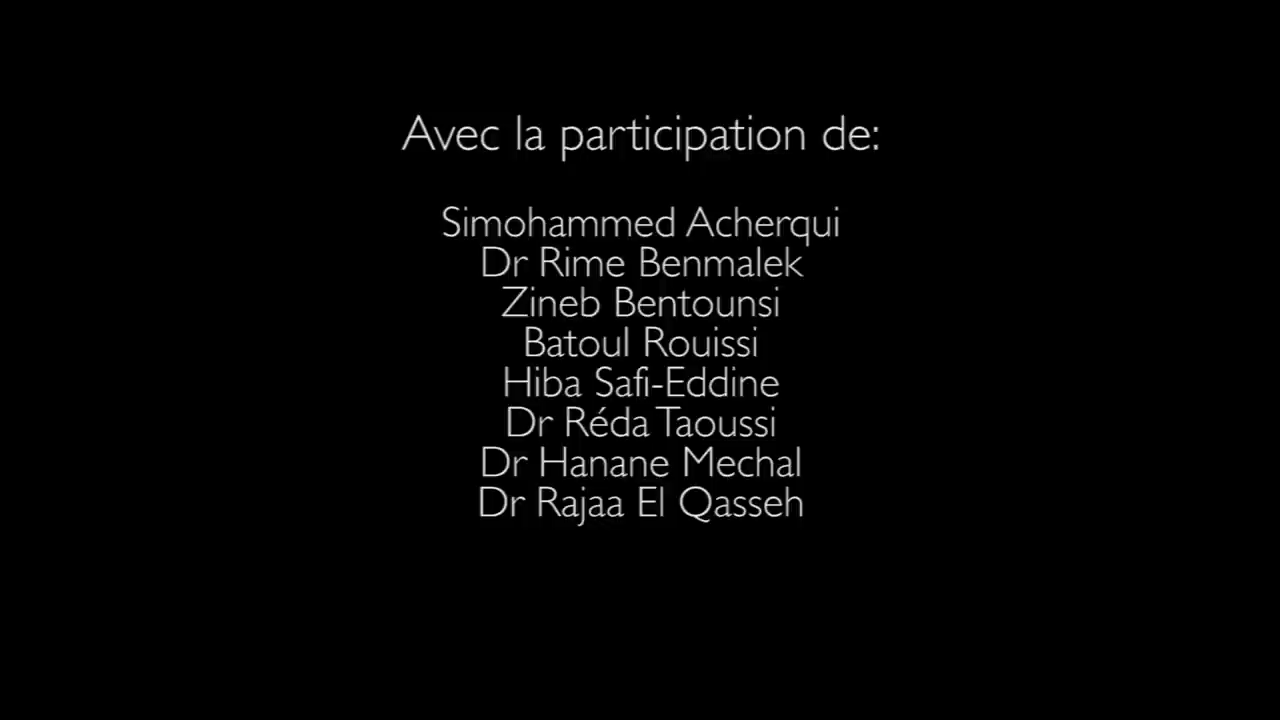 Avec la participation de:
Simohammed Acherqui
Dr Rime Benmalek
Zineb Bentounsi
Batoul Rouissi
Hiba Safi-Eddine
Dr Réda Taoussi
Dr Hanane Mechal
Dr Rajaa El Qasseh